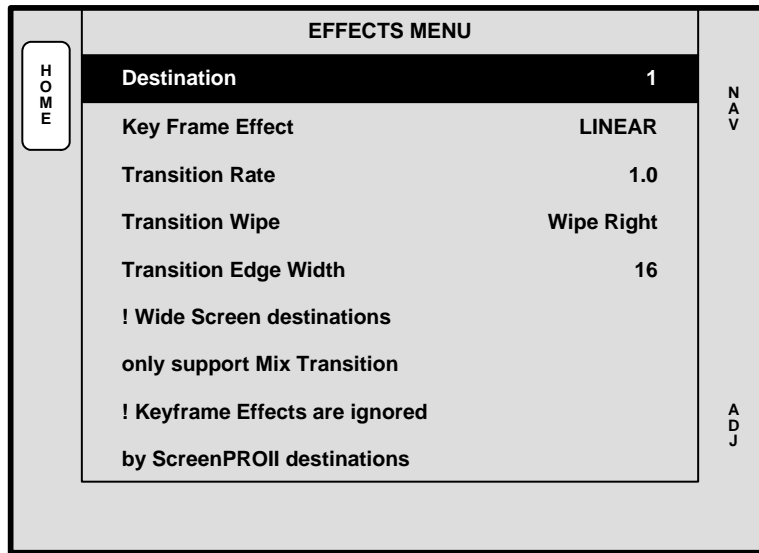 EFFECTS MENU
HOME
Destination 1
NAV
Key Frame Effect LINEAR
Transition Rate 1.0
Transition Wipe Wipe Right
Transition Edge Width 16
! Wide Screen destinations
only support Mix Transition
! Keyframe Effects are ignored
ADJ
by ScreenPROII destinations